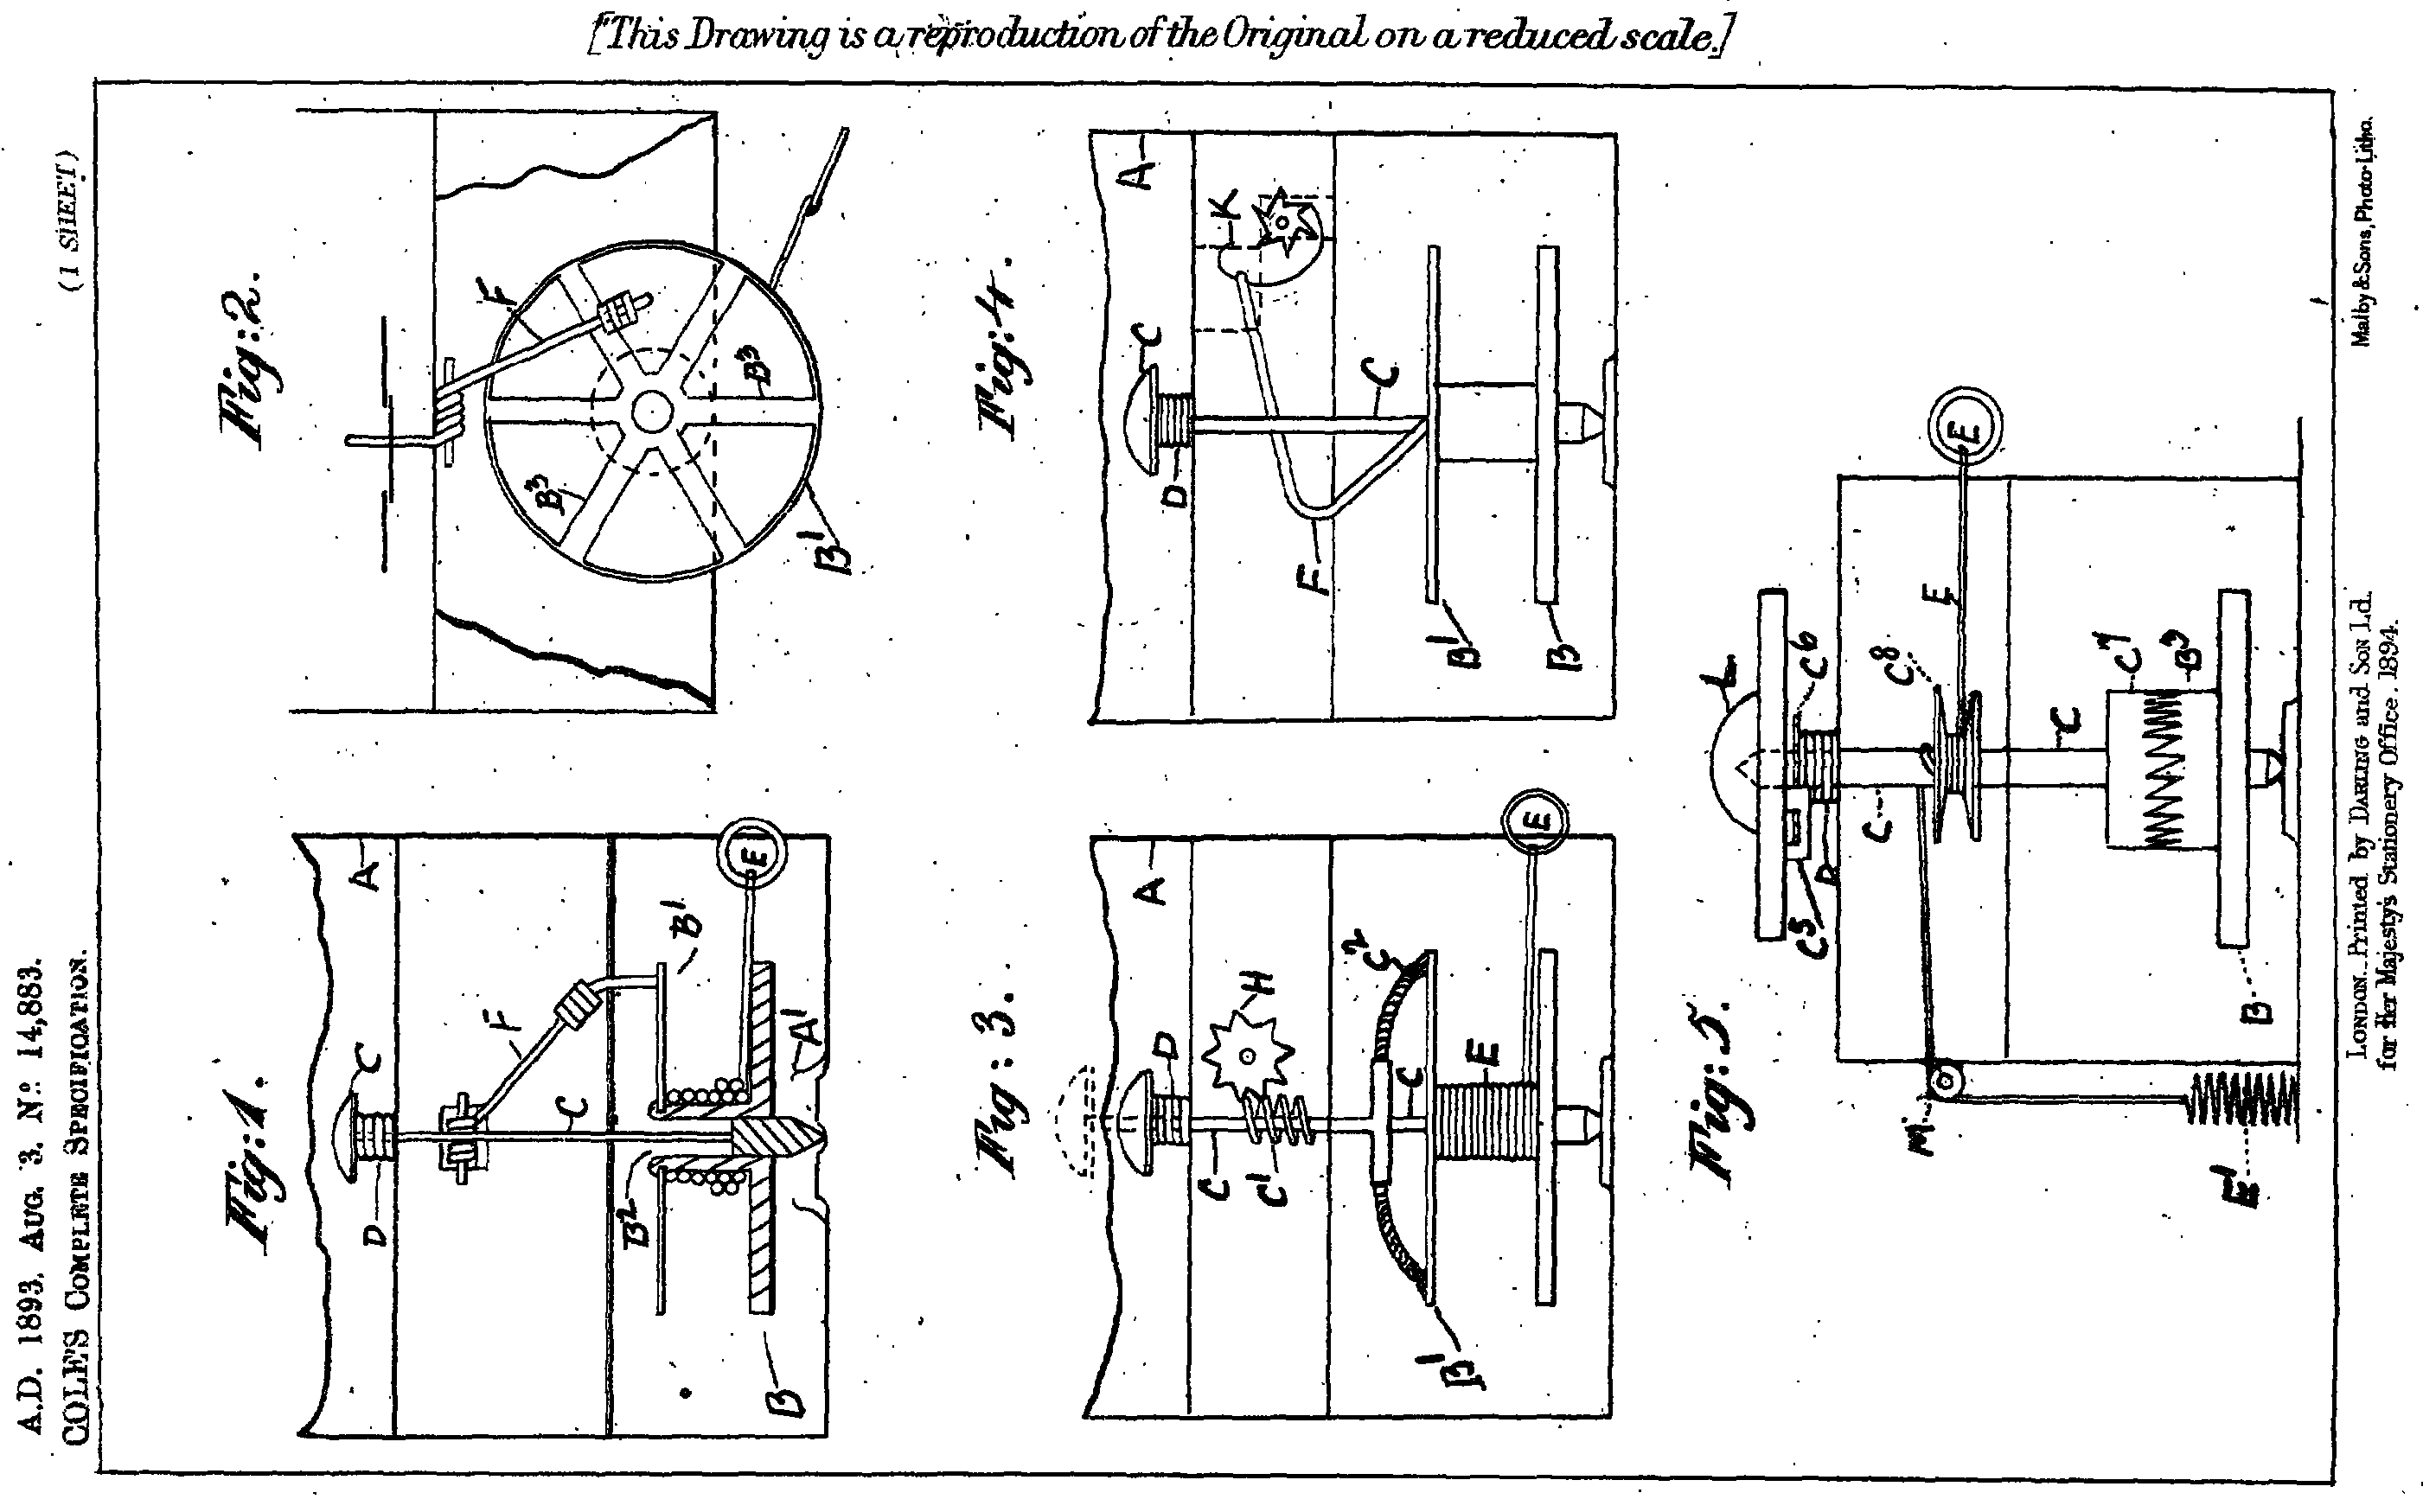 [This Drawing is a reproduction of the Original on a reduced scale.]
A.D. 1893. AUG. 3. No. 14,883.
COLE'S COMPLETE SPECIFICATION.
(1 SHEET)
Fig: 1.
A
C
D
F
C
B1
E
B2
A1
B
Fig: 2.
F
B3
B3
B1
Fig: 3.
A
D
H
C
C1
C2
C
E
E
B1
Fig: 4.
A
K
C
D
C
F
B1
B
Fig: 5.
L
C6
C5
D
C8
C
E
E
C
C7
B9
B
M
E1
LONDON. Printed by DARLING and SON Ld.
for Her Majesty's Stationery Office. 1894.
Malby & Sons, Photo-Litho.